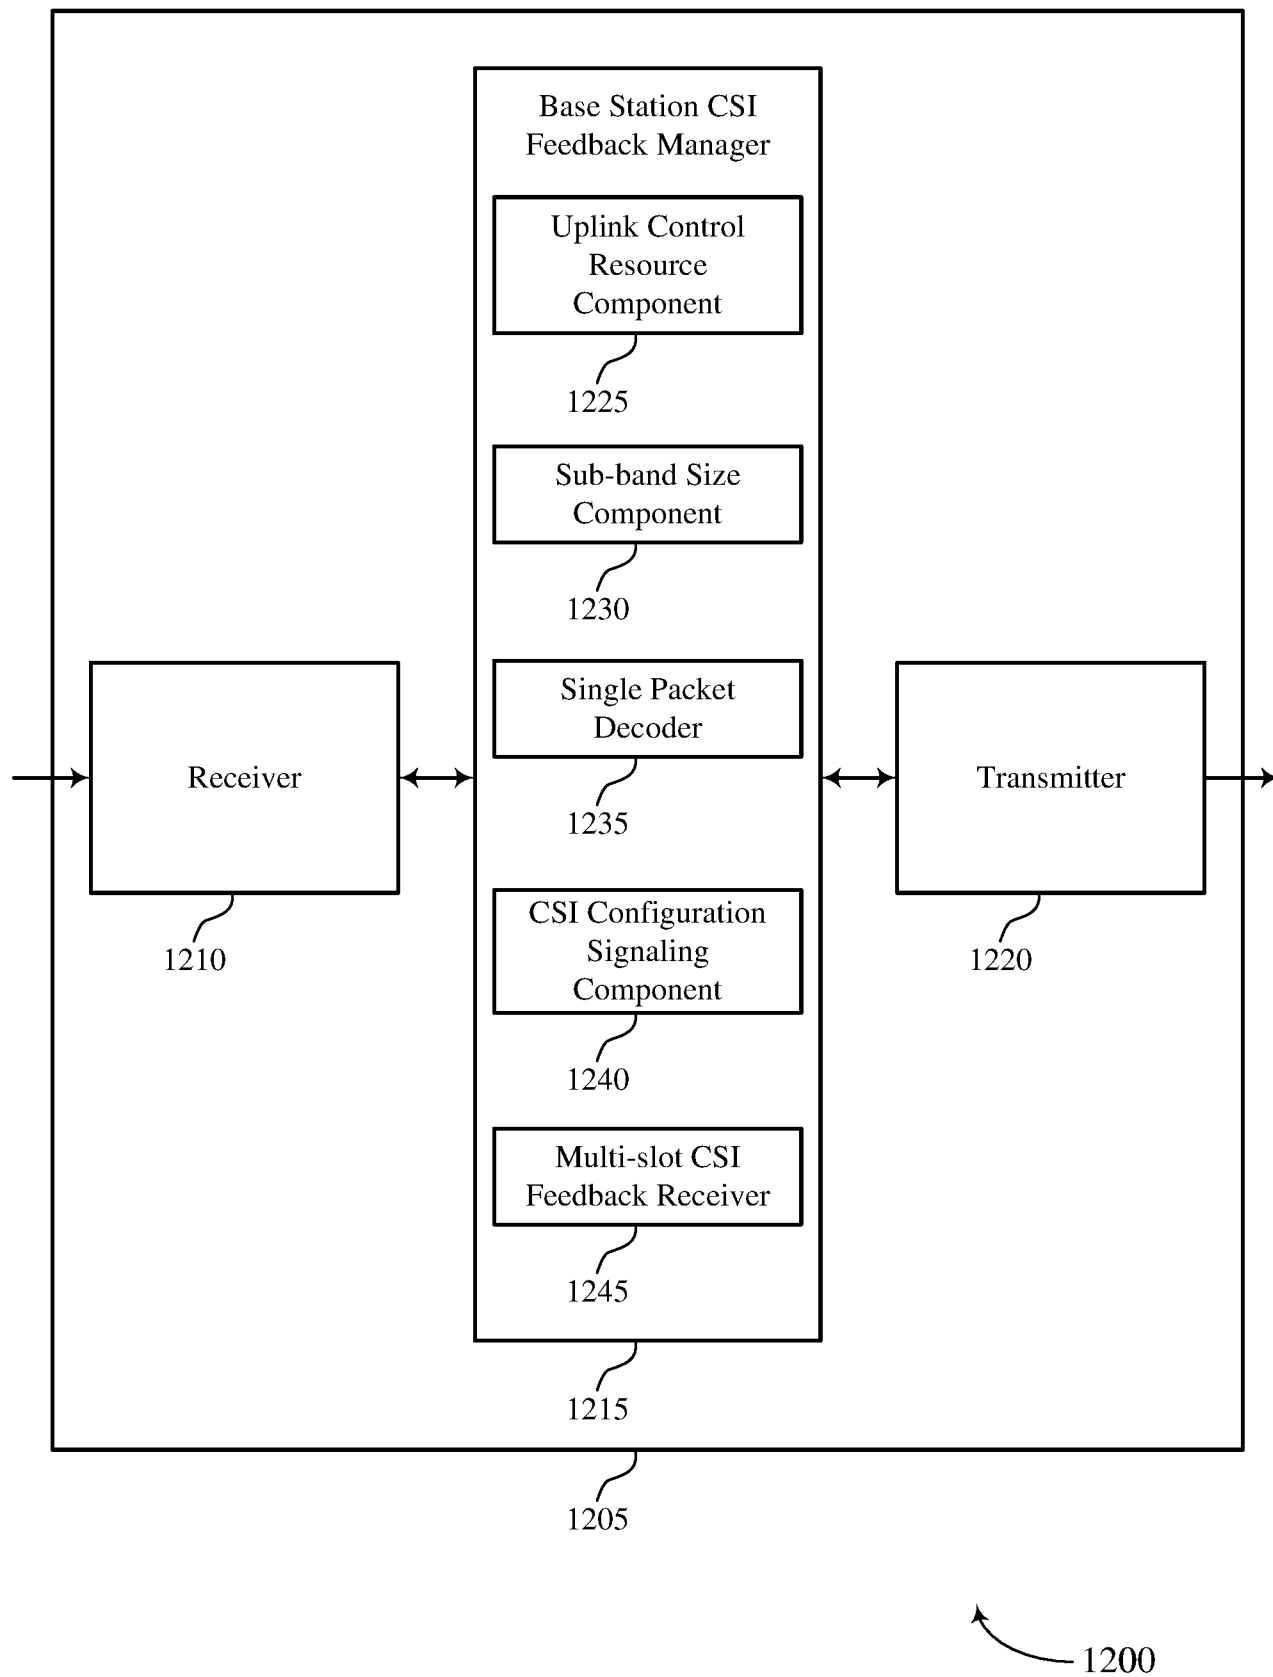 Base Station CSI
Feedback Manager
Uplink Control
Resource
Component
1225
Sub-band Size
Component
1230
Single Packet
Decoder
1235
CSI Configuration
Signaling
Component
1240
Multi-slot CSI
Feedback Receiver
1245
1215
Receiver
1210
Transmitter
1220
1205
1200